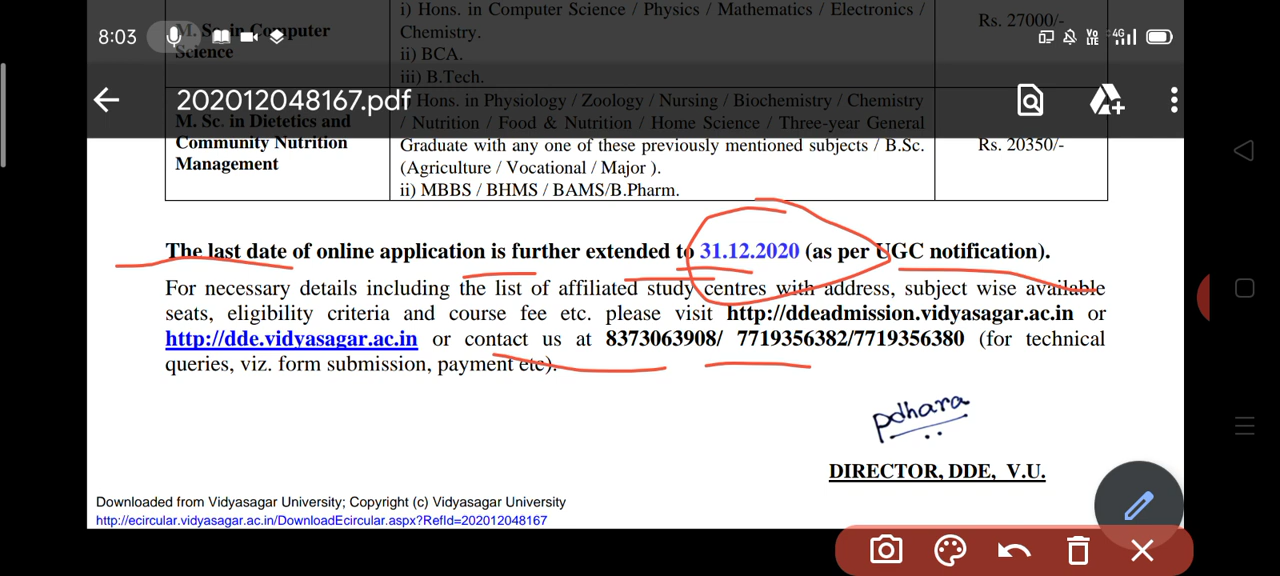 i) Hons. in Computer Science / Physics / Mathematics / Electronics /
Rs. 27000/-
8:03
M. Sc. in Computer
Chemistry.
Vo LTE 4G
Science
ii) BCA.
iii) B.Tech.
202012048167.pdf
Hons. in Physiology / Zoology / Nursing / Biochemistry / Chemistry
M. Sc. in Dietetics and
/ Nutrition / Food & Nutrition / Home Science / Three-year General
Community Nutrition
Graduate with any one of these previously mentioned subjects / B.Sc.
Rs. 20350/-
Management
(Agriculture / Vocational / Major ).
ii) MBBS / BHMS / BAMS/B.Pharm.
The last date of online application is further extended to 31.12.2020 (as per UGC notification).
For necessary details including the list of affiliated study centres with address, subject wise available
seats, eligibility criteria and course fee etc. please visit http://ddeadmission.vidyasagar.ac.in or
http://dde.vidyasagar.ac.in or contact us at 8373063908/ 7719356382/7719356380 (for technical
queries, viz. form submission, payment etc).
pdhara
DIRECTOR, DDE, V.U.
Downloaded from Vidyasagar University; Copyright (c) Vidyasagar University
http://ecircular.vidyasagar.ac.in/DownloadEcircular.aspx?RefId=202012048167